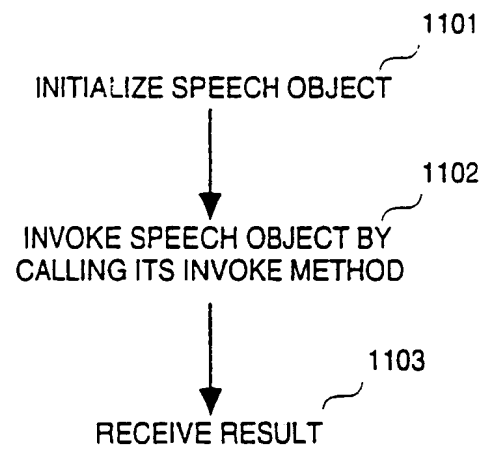 1101
INITIALIZE SPEECH OBJECT
1102
INVOKE SPEECH OBJECT BY
CALLING ITS INVOKE METHOD
1103
RECEIVE RESULT